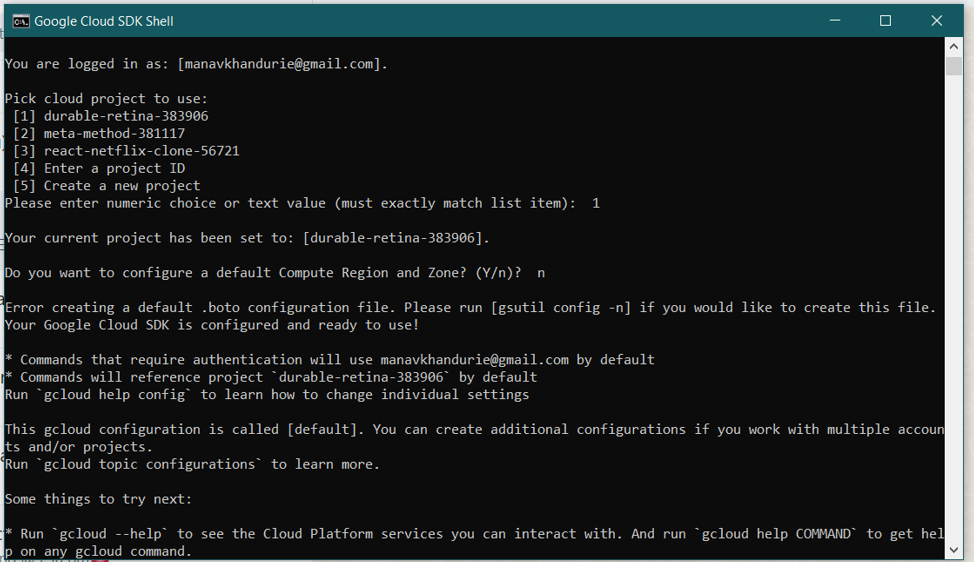 Google Cloud SDK Shell
You are logged in as: [manavkhandurie@gmail.com].
Pick cloud project to use:
[1] durable-retina-383906
[2] meta-method-381117
[3] react-netflix-clone-56721
[4] Enter a project ID
[5] Create a new project
Please enter numeric choice or text value (must exactly match list item):  1
Your current project has been set to: [durable-retina-383906].
Do you want to configure a default Compute Region and Zone? (Y/n)?  n
Error creating a default .boto configuration file. Please run [gsutil config -n] if you would like to create this file.
Your Google Cloud SDK is configured and ready to use!
* Commands that require authentication will use manavkhandurie@gmail.com by default
* Commands will reference project `durable-retina-383906` by default
Run `gcloud help config` to learn how to change individual settings
This gcloud configuration is called [default]. You can create additional configurations if you work with multiple accoun
ts and/or projects.
Run `gcloud topic configurations` to learn more.
Some things to try next:
* Run `gcloud --help` to see the Cloud Platform services you can interact with. And run `gcloud help COMMAND` to get hel
p on any gcloud command.